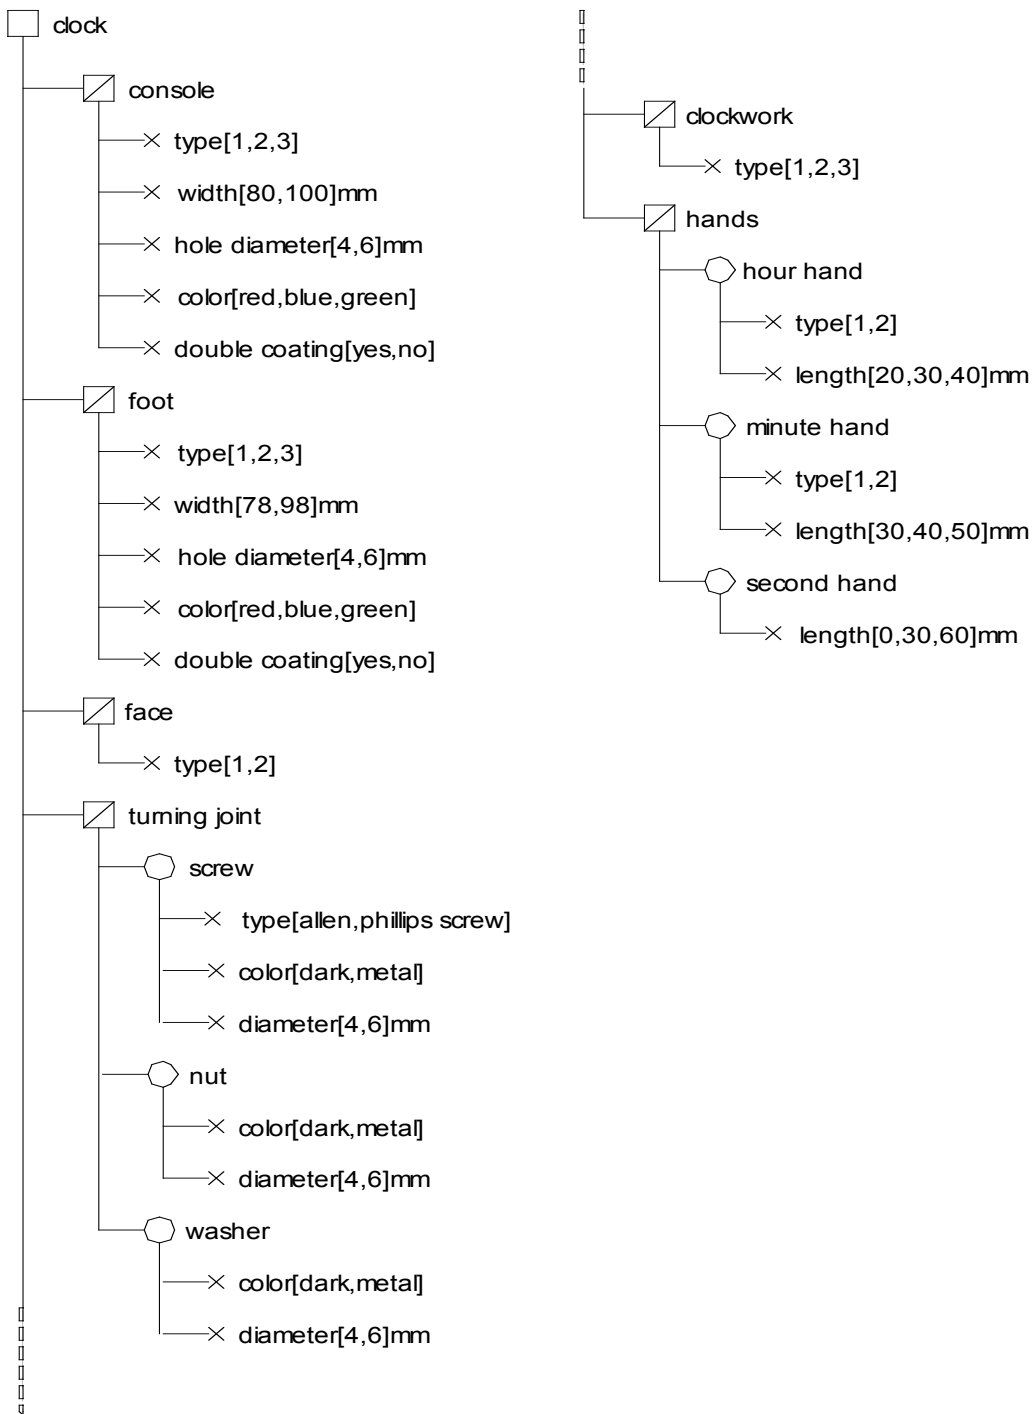 clock
console
type[1,2,3]
width[80,100]mm
hole diameter[4,6]mm
color[red,blue,green]
double coating[yes,no]
foot
type[1,2,3]
width[78,98]mm
hole diameter[4,6]mm
color[red,blue,green]
double coating[yes,no]
face
type[1,2]
turning joint
screw
type[allen,phillips screw]
color[dark,metal]
diameter[4,6]mm
nut
color[dark,metal]
diameter[4,6]mm
washer
color[dark,metal]
diameter[4,6]mm
clockwork
type[1,2,3]
hands
hour hand
type[1,2]
length[20,30,40]mm
minute hand
type[1,2]
length[30,40,50]mm
second hand
length[0,30,60]mm